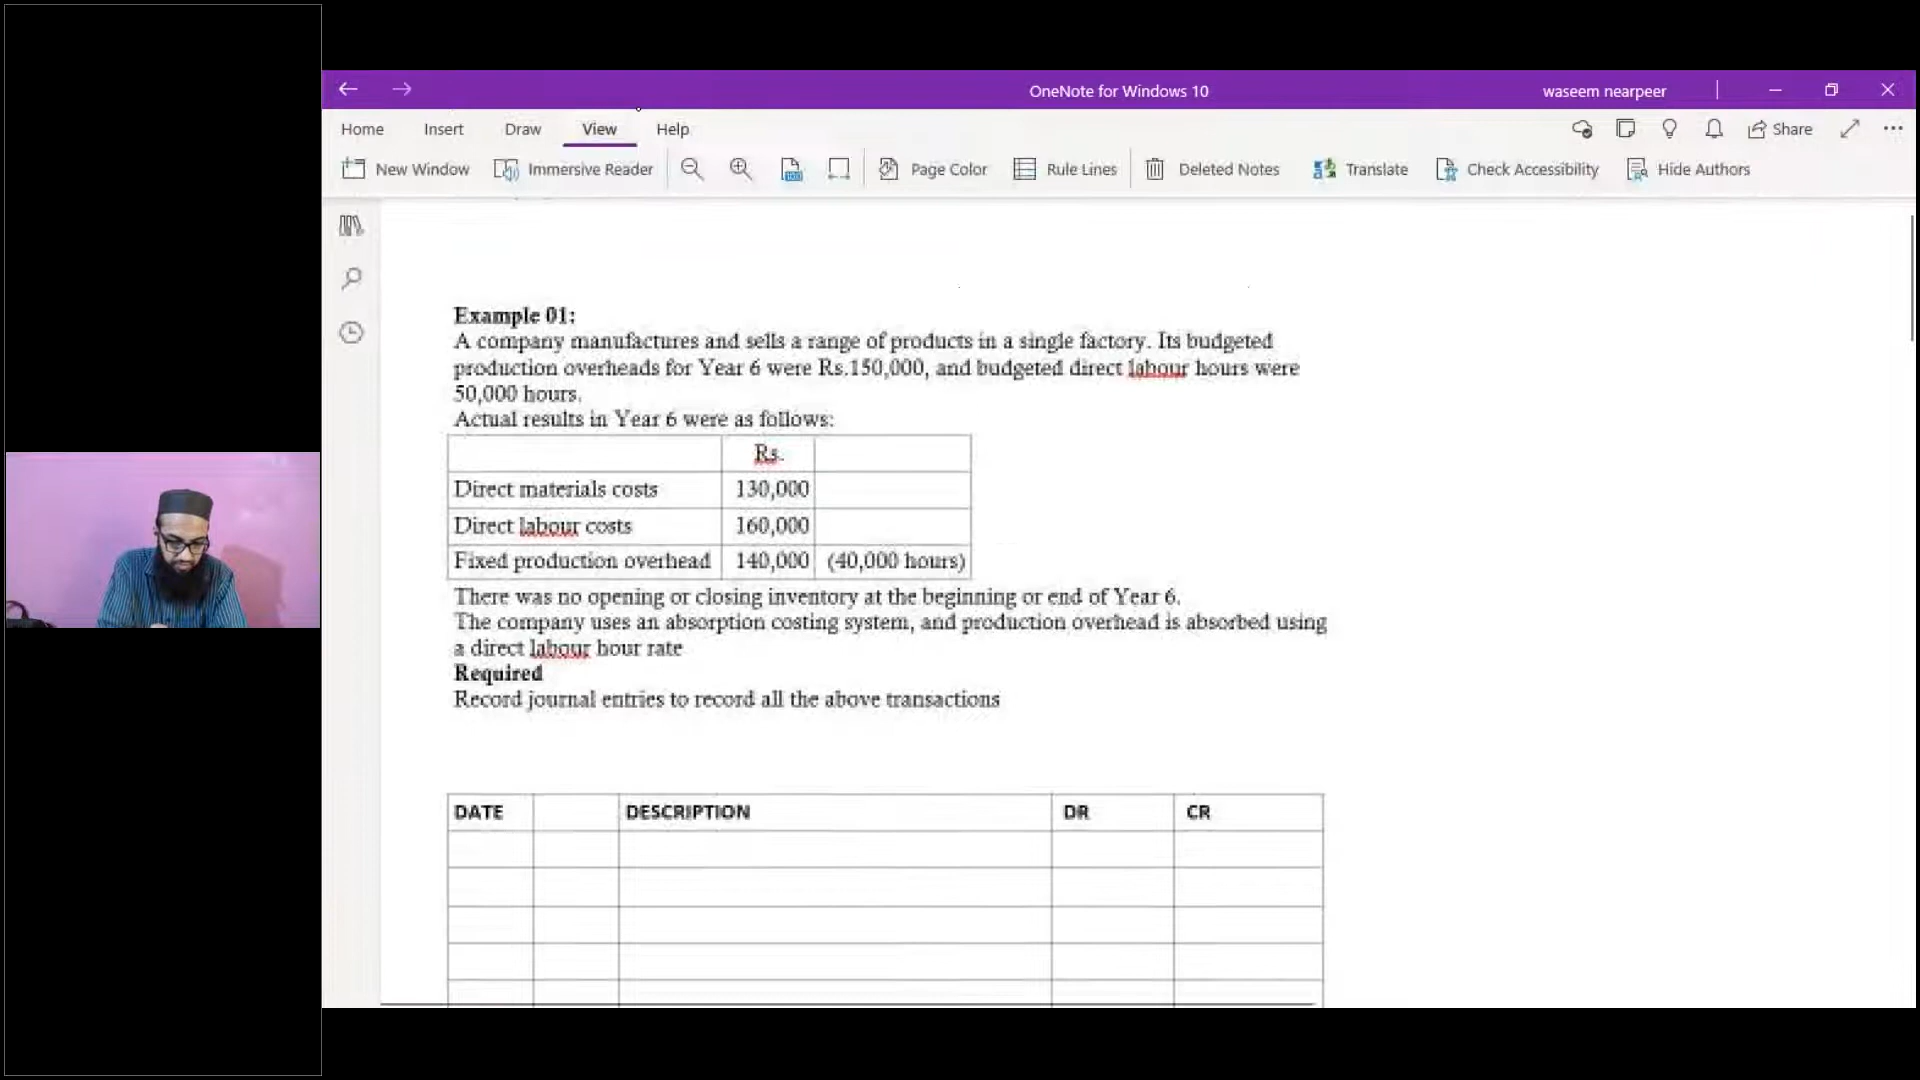 OneNote for Windows 10
waseem nearpeer
Home Insert Draw View Help
Share
New Window Immersive Reader Page Color Rule Lines Deleted Notes Translate Check Accessibility Hide Authors
Example 01:
A company manufactures and sells a range of products in a single factory. Its budgeted
production overheads for Year 6 were Rs.150,000, and budgeted direct labour hours were
50,000 hours.
Actual results in Year 6 were as follows:
Rs.
Direct materials costs 130,000
Direct labour costs 160,000
Fixed production overhead 140,000 (40,000 hours)
There was no opening or closing inventory at the beginning or end of Year 6.
The company uses an absorption costing system, and production overhead is absorbed using
a direct labour hour rate
Required
Record journal entries to record all the above transactions
DATE DESCRIPTION DR CR